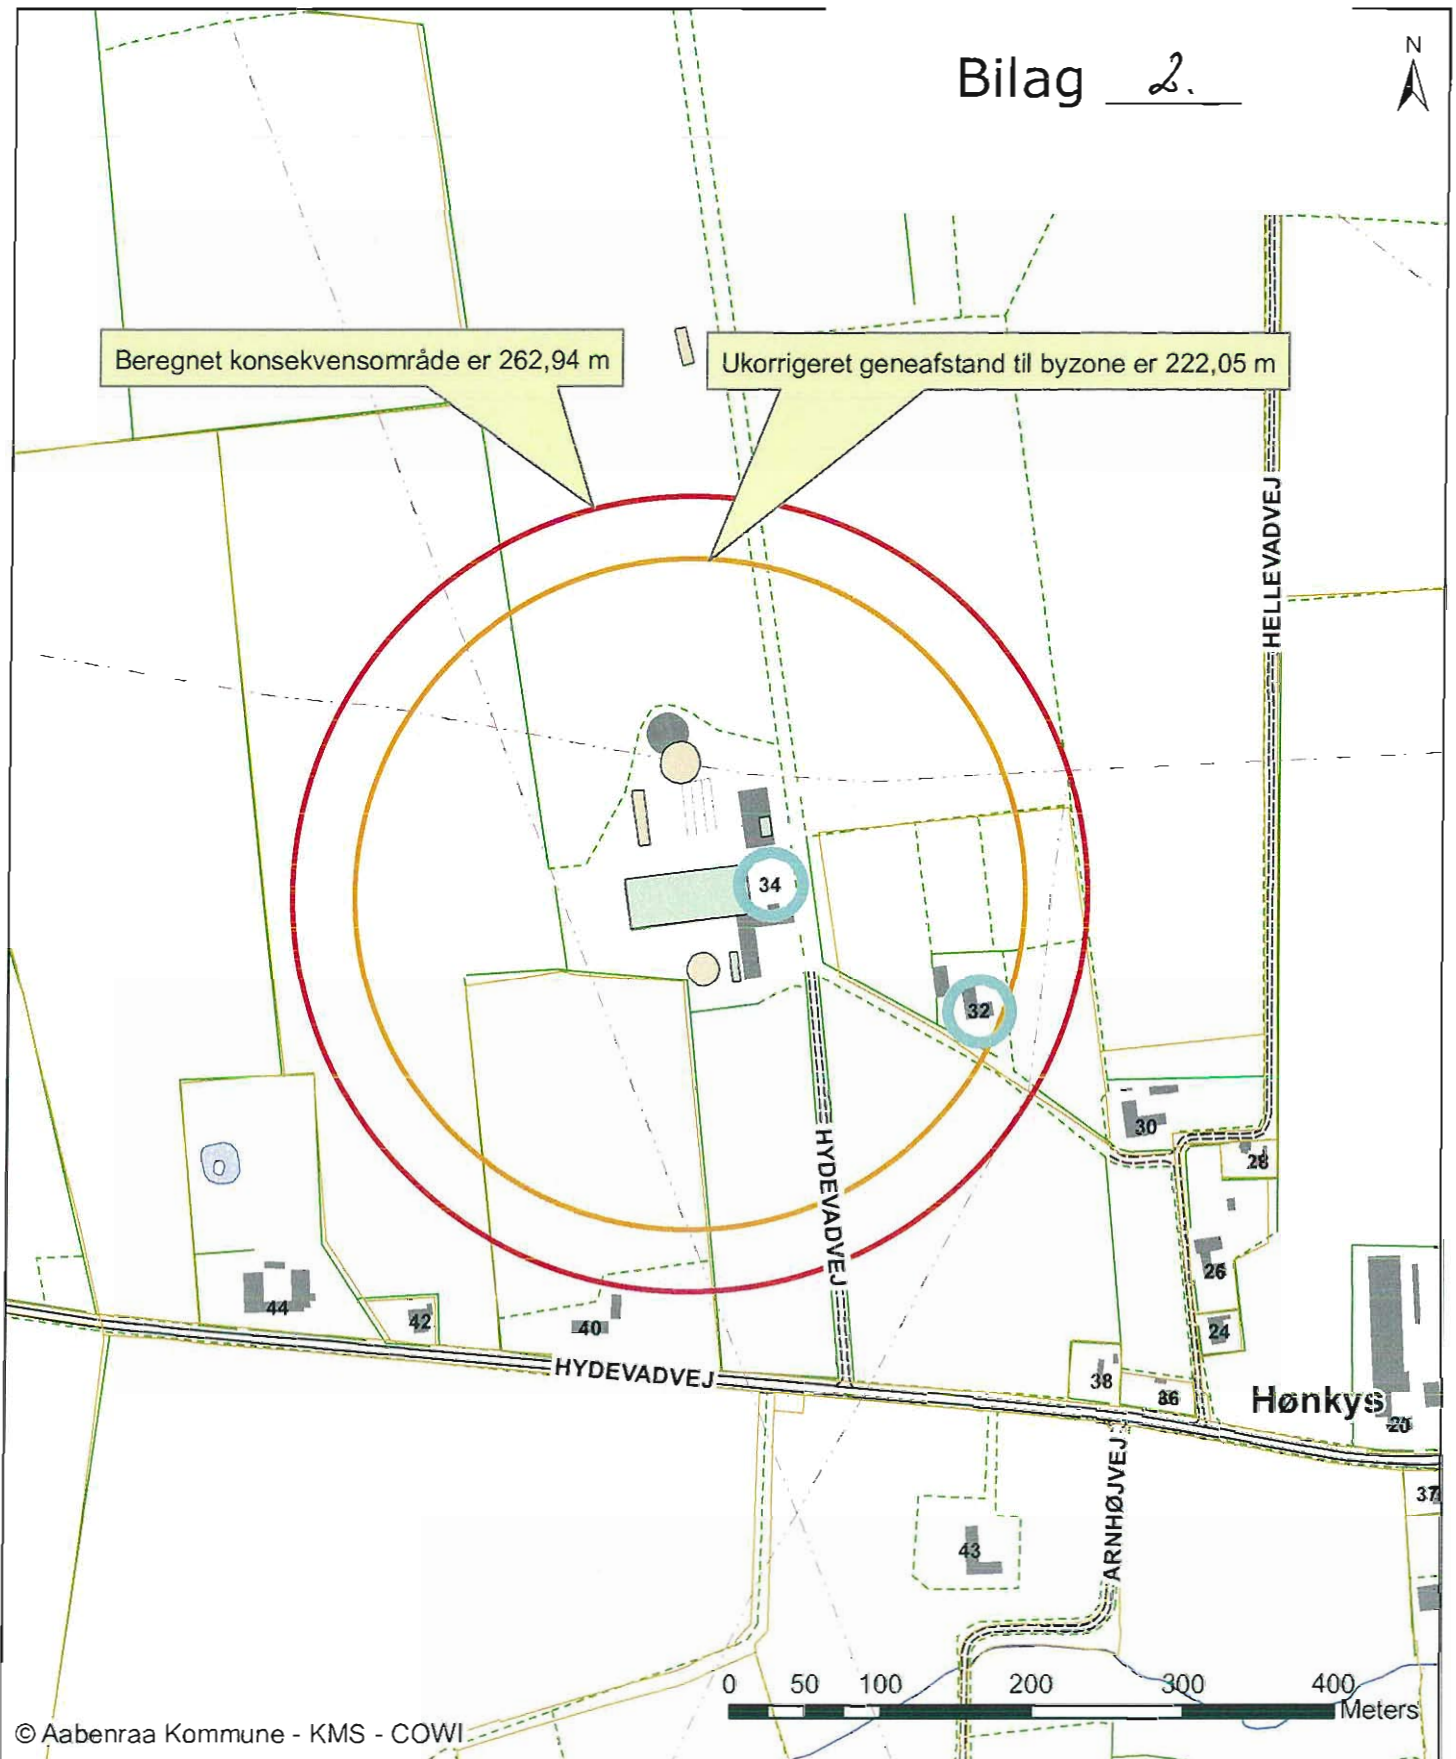 N
Bilag 2.
Beregnet konsekvensområde er 262,94 m
Ukorrigeret geneafstand til byzone er 222,05 m
HELLEVADVEJ
34
32
HYDEVADVEJ
30
28
26
24
44
42
40
HYDEVADVEJ
38
36
Hønkys
20
ARNHØJVEJ
37
43
0 50 100 200 300 400
Meters
© Aabenraa Kommune - KMS - COWI